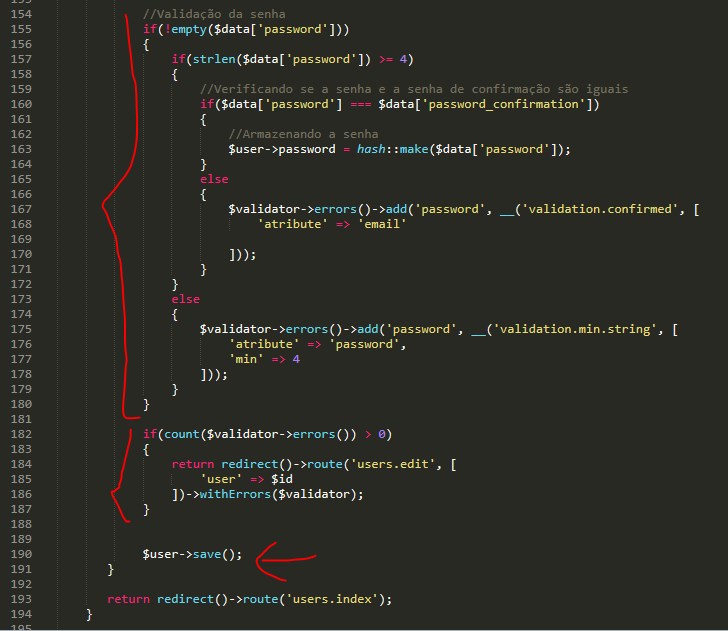 154 //Validação da senha
155 if(!empty($data['password']))
156 {
157 if(strlen($data['password']) >= 4)
158 {
159 //Verificando se a senha e a senha de confirmação são iguais
160 if($data['password'] === $data['password_confirmation'])
161 {
162 //Armazenando a senha
163 $user->password = hash::make($data['password']);
164 }
165 else
166 {
167 $validator->errors()->add('password', __('validation.confirmed', [
168 'atribute' => 'email'
169
170 ]));
171 }
172 }
173 else
174 {
175 $validator->errors()->add('password', __('validation.min.string', [
176 'atribute' => 'password',
177 'min' => 4
178 ]));
179 }
180 }
181
182 if(count($validator->errors()) > 0)
183 {
184 return redirect()->route('users.edit', [
185 'user' => $id
186 ])->withErrors($validator);
187 }
188
189
190 $user->save();
191 }
192
193 return redirect()->route('users.index');
194 }